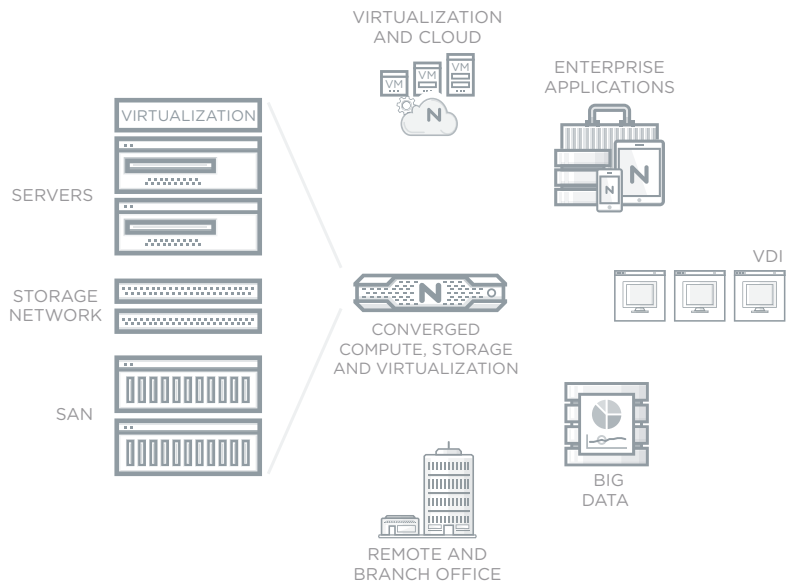 VIRTUALIZATION
AND CLOUD
VM
VM
VM
N
ENTERPRISE
APPLICATIONS
N
N
VIRTUALIZATION
SERVERS
VDI
STORAGE
NETWORK
N
CONVERGED
COMPUTE, STORAGE
AND VIRTUALIZATION
SAN
BIG
DATA
REMOTE AND
BRANCH OFFICE